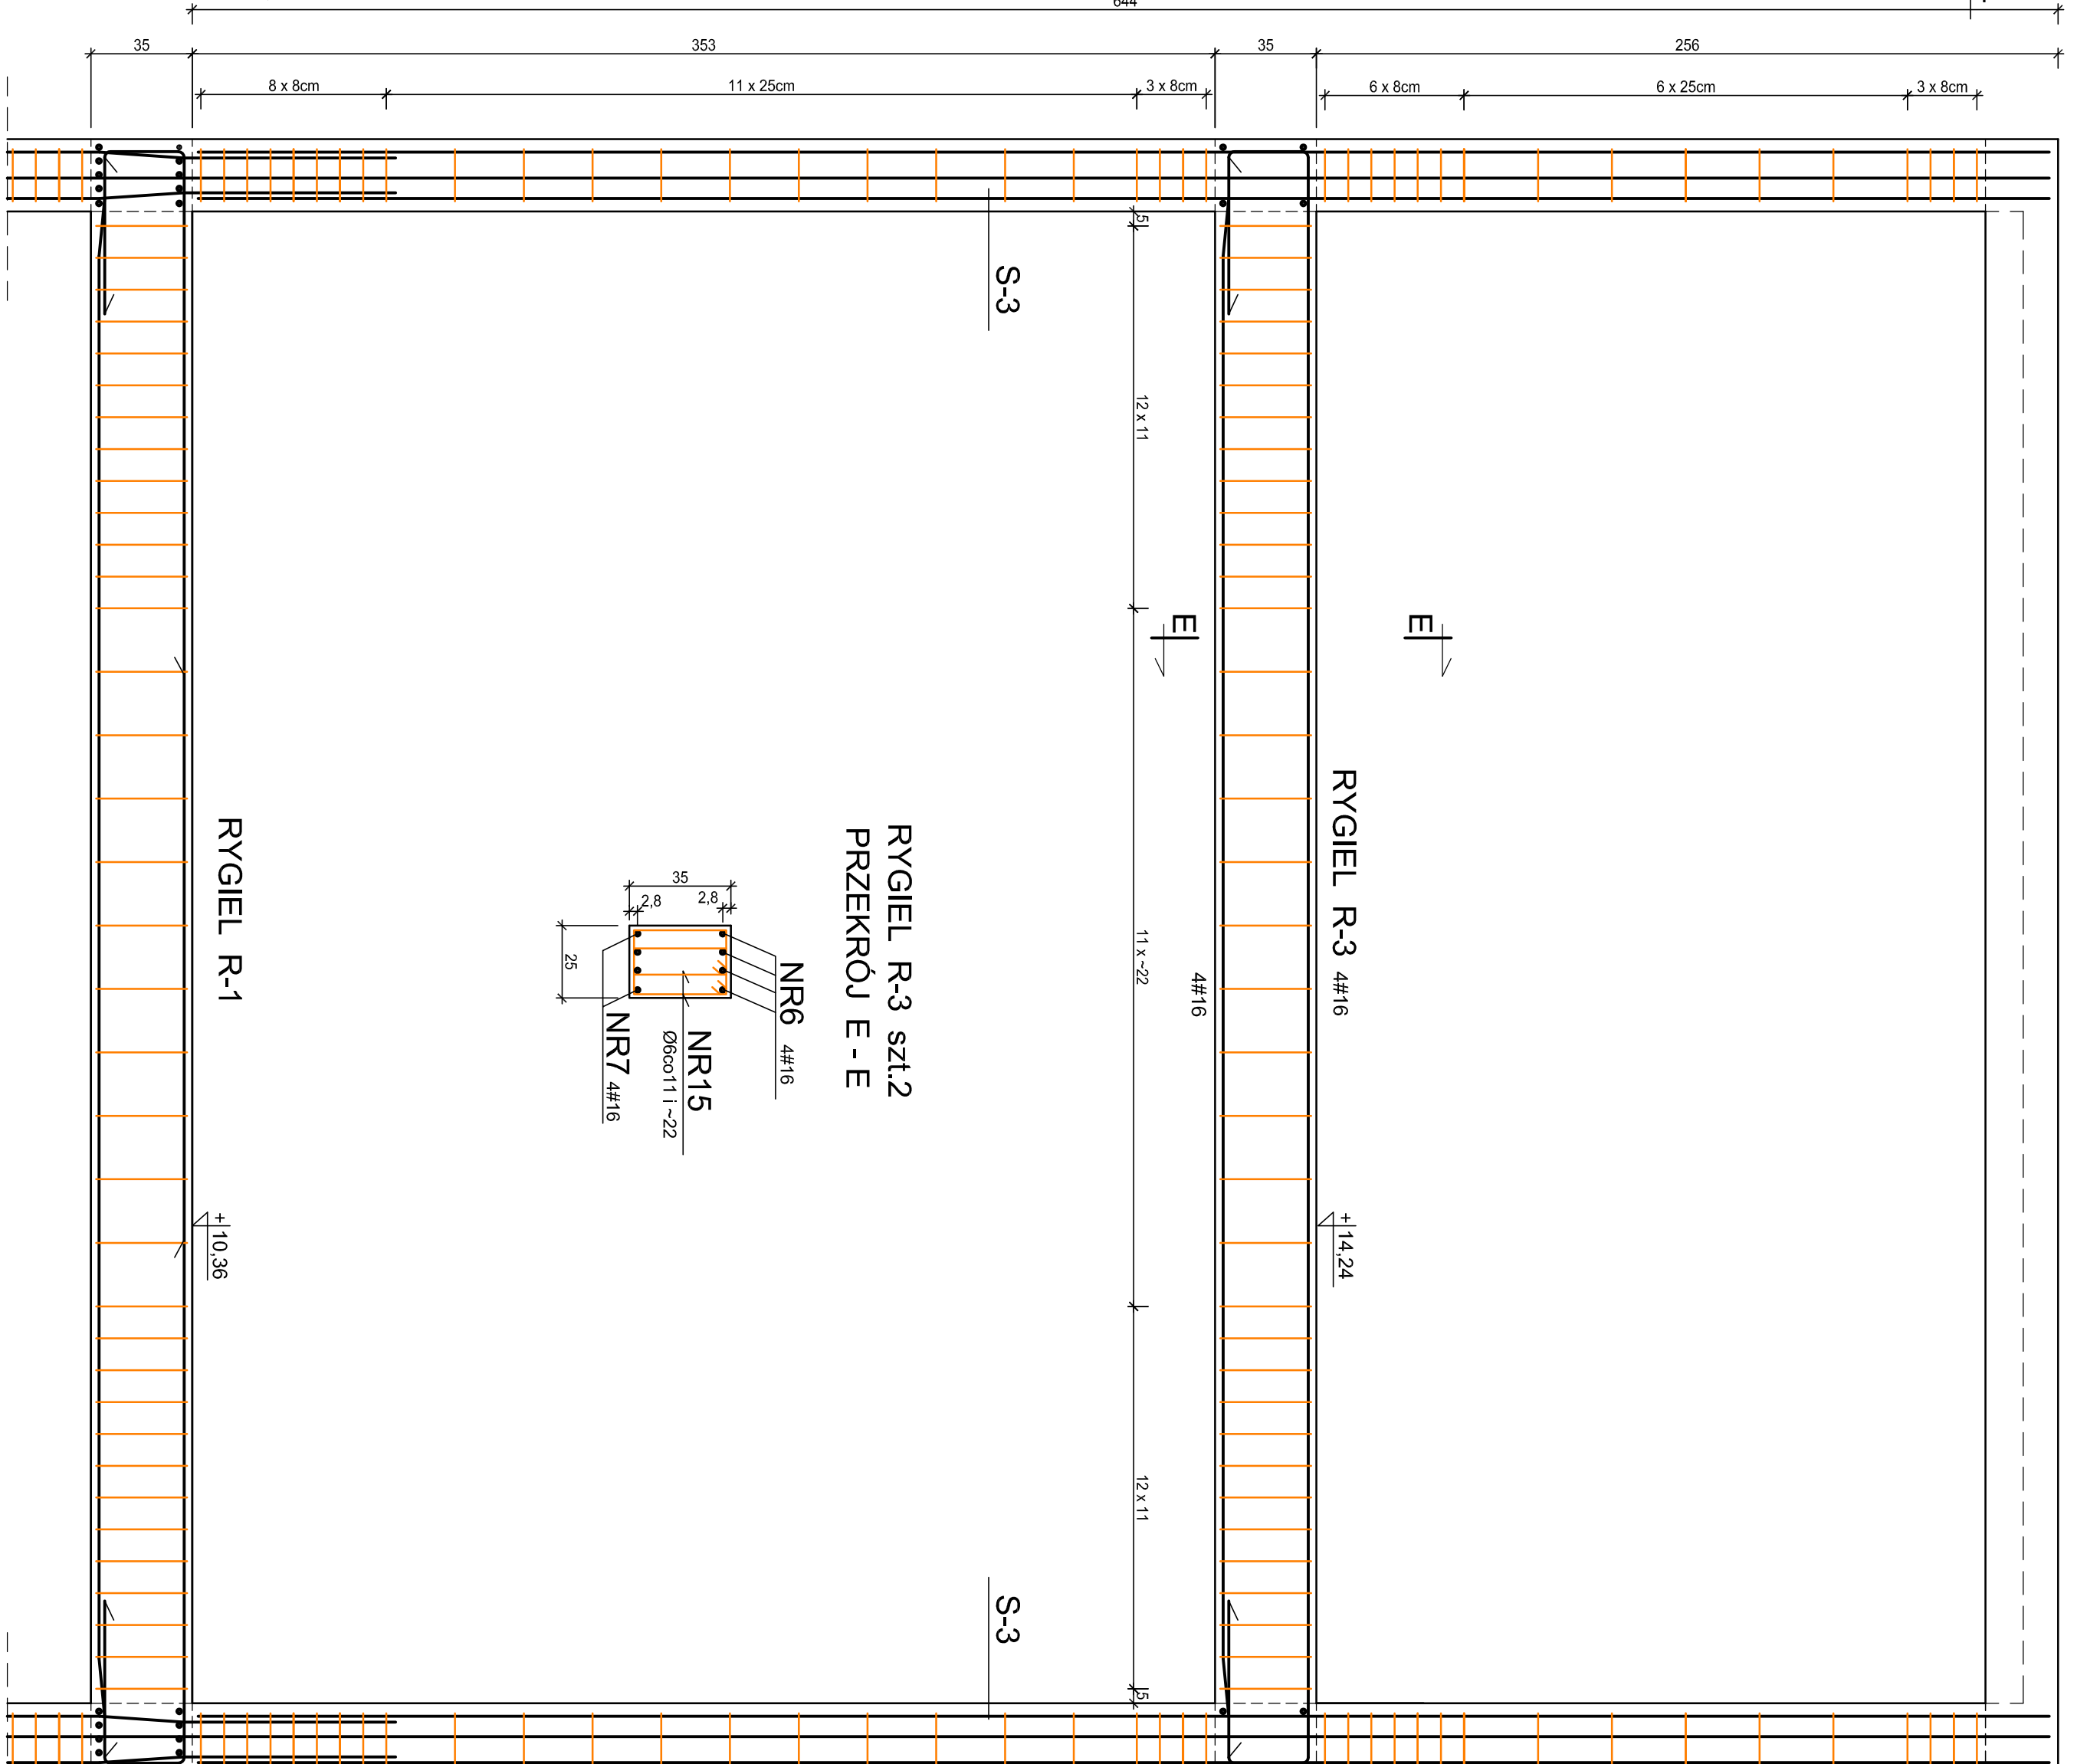 644
35
353
35
256
8 x 8cm
11 x 25cm
3 x 8cm
6 x 8cm
6 x 25cm
3 x 8cm
5
S-3
12 x 11
E
E
RYGIEL R-3 4#16
4#16
11 x ~22
RYGIEL R-3 szt.2
PRZEKRÓJ E - E
RYGIEL R-1
35
2,8
2,8
25
NR6 4#16
NR15
Ø6co11 i ~22
NR7 4#16
+10,36
+14,24
12 x 11
S-3
5